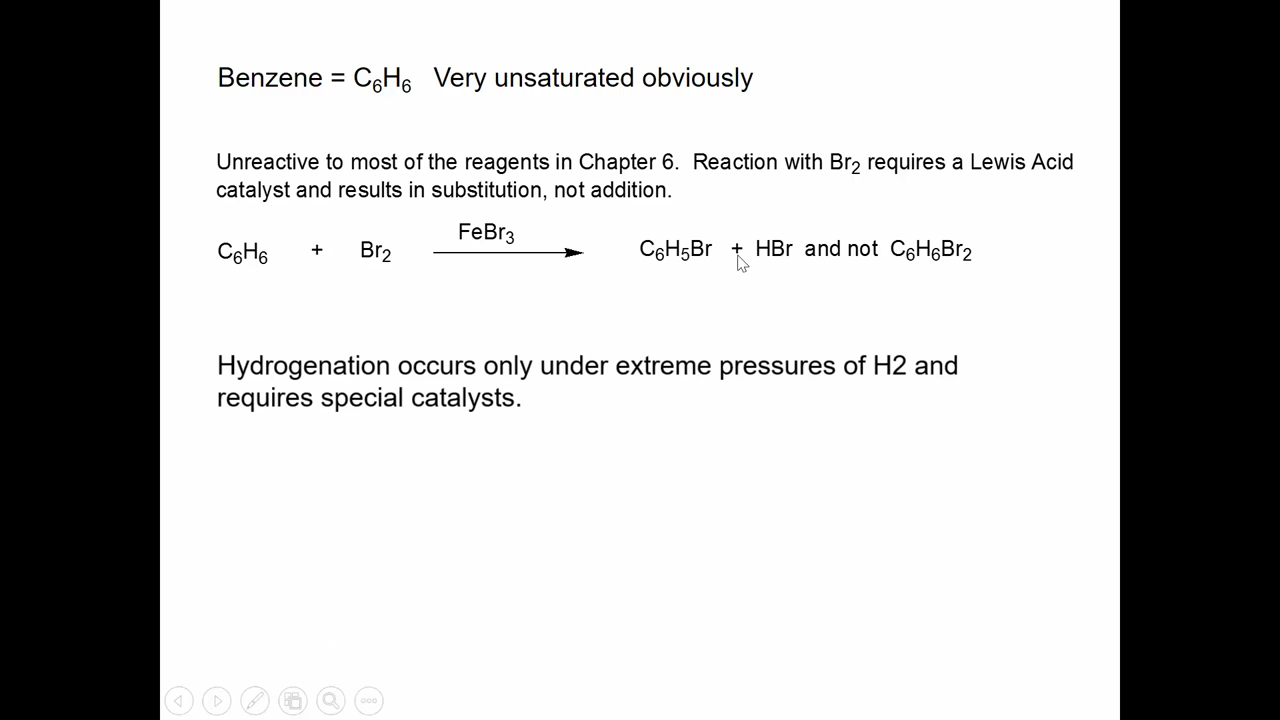 Benzene = C₆H₆ Very unsaturated obviously
Unreactive to most of the reagents in Chapter 6. Reaction with Br₂ requires a Lewis Acid
catalyst and results in substitution, not addition.
FeBr₃
C₆H₆ + Br₂ C₆H₅Br + HBr and not C₆H₆Br₂
Hydrogenation occurs only under extreme pressures of H2 and
requires special catalysts.